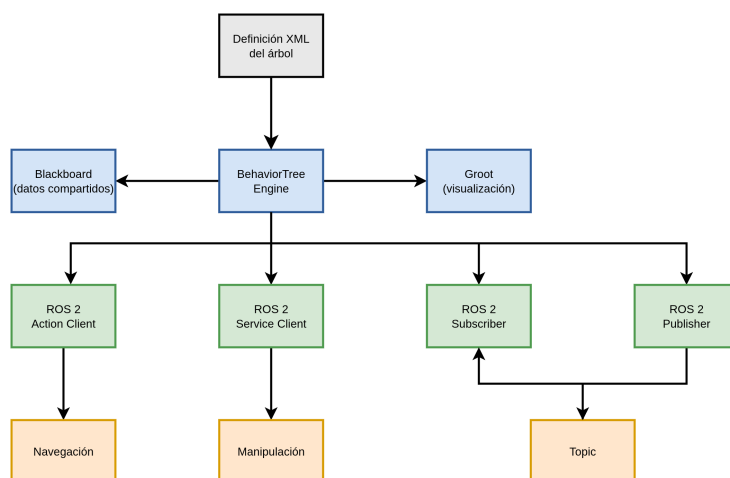 Definición XML
del árbol
Blackboard
(datos compartidos)
BehaviorTree
Engine
Groot
(visualización)
ROS 2
Action Client
ROS 2
Service Client
ROS 2
Subscriber
ROS 2
Publisher
Navegación
Manipulación
Topic